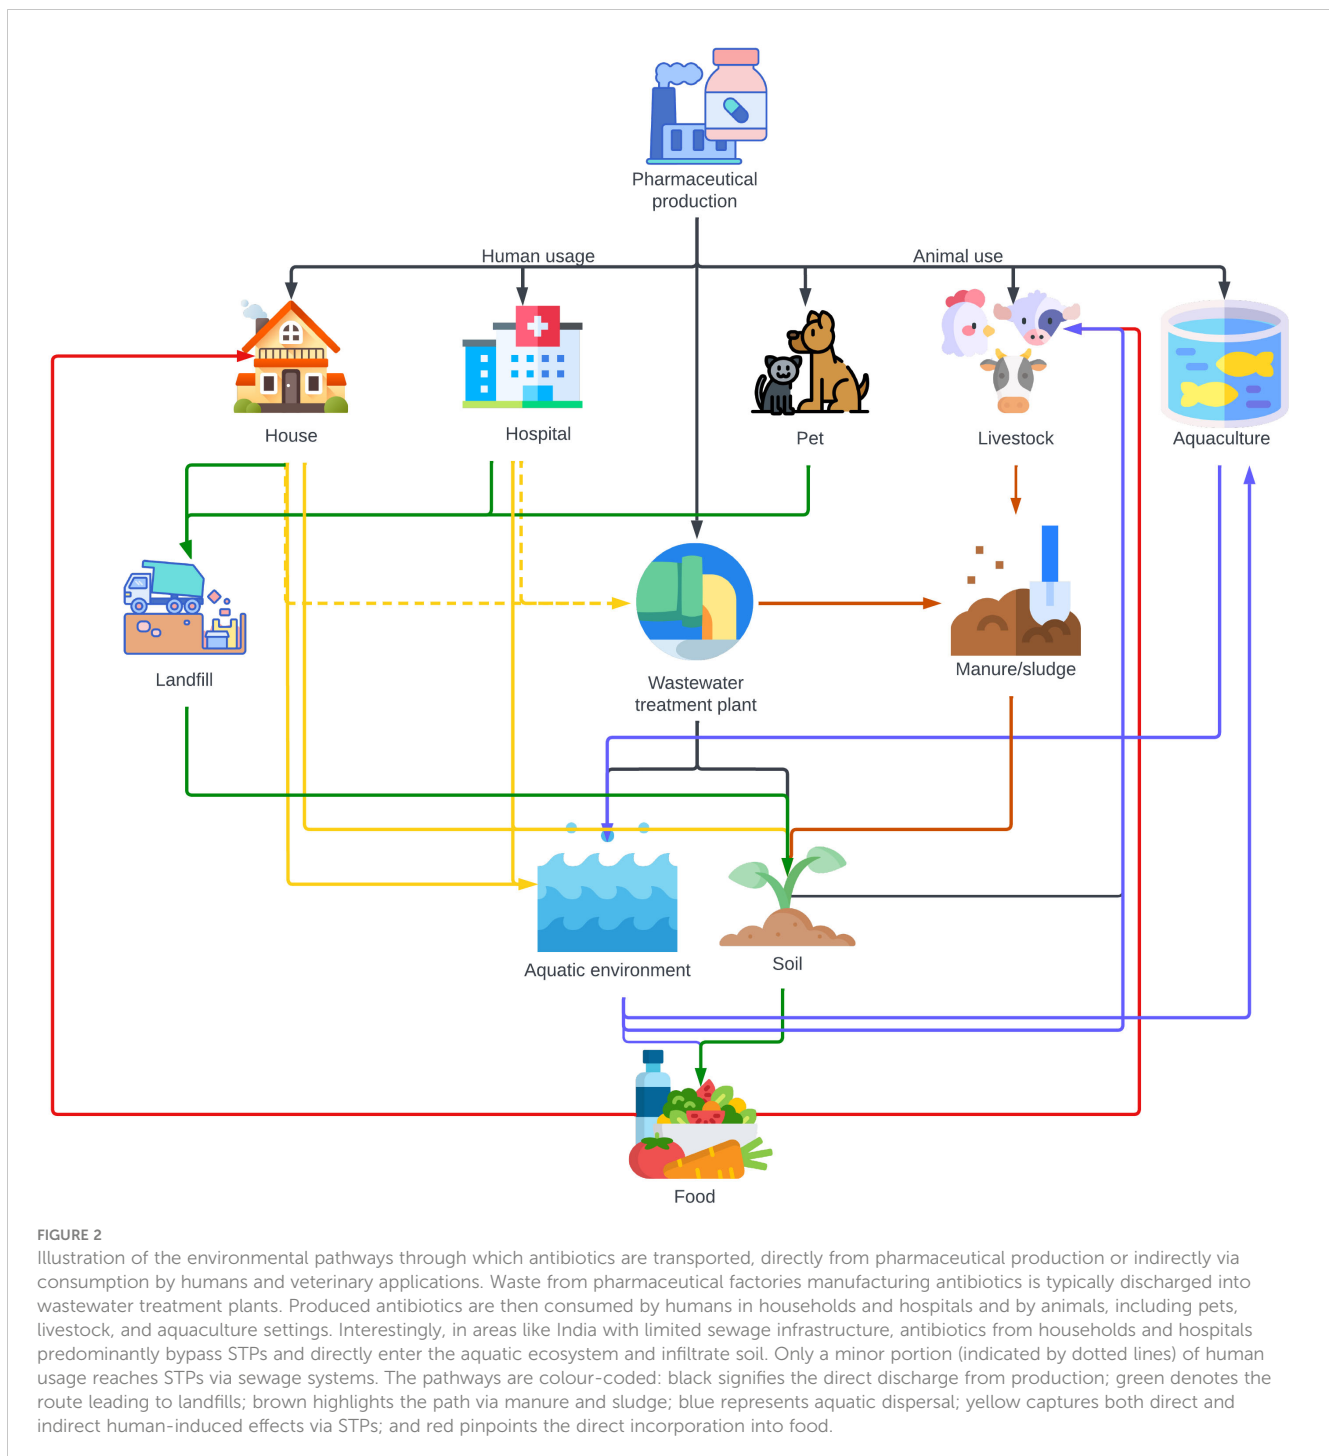 Pharmaceutical
production
Human usage
Animal use
House
Hospital
Pet
Livestock
Aquaculture
Landfill
Wastewater
treatment plant
Manure/sludge
Aquatic environment
Soil
Food
FIGURE 2
Illustration of the environmental pathways through which antibiotics are transported, directly from pharmaceutical production or indirectly via
consumption by humans and veterinary applications. Waste from pharmaceutical factories manufacturing antibiotics is typically discharged into
wastewater treatment plants. Produced antibiotics are then consumed by humans in households and hospitals and by animals, including pets,
livestock, and aquaculture settings. Interestingly, in areas like India with limited sewage infrastructure, antibiotics from households and hospitals
predominantly bypass STPs and directly enter the aquatic ecosystem and infiltrate soil. Only a minor portion (indicated by dotted lines) of human
usage reaches STPs via sewage systems. The pathways are colour-coded: black signifies the direct discharge from production; green denotes the
route leading to landfills; brown highlights the path via manure and sludge; blue represents aquatic dispersal; yellow captures both direct and
indirect human-induced effects via STPs; and red pinpoints the direct incorporation into food.